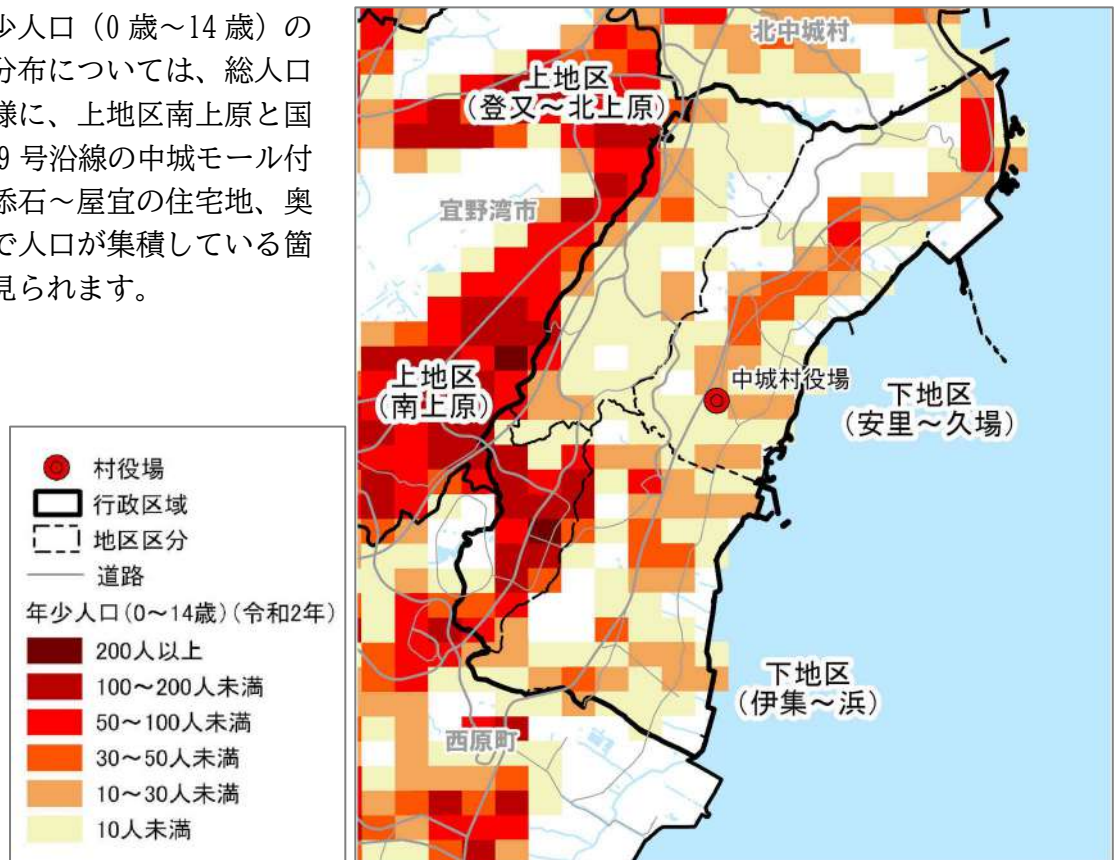 少人口（0歳～14歳）の
分布については、総人口
様に、上地区南上原と国
9号沿線の中城モール付
添石～屋宜の住宅地、奥
で人口が集積している箇
見られます。
北中城村
上地区
（登又～北上原）
宜野湾市
上地区
（南上原）
中城村役場
下地区
（安里～久場）
下地区
（伊集～浜）
西原町
村役場
行政区域
地区区分
道路
年少人口（0～14歳）（令和2年）
200人以上
100～200人未満
50～100人未満
30～50人未満
10～30人未満
10人未満